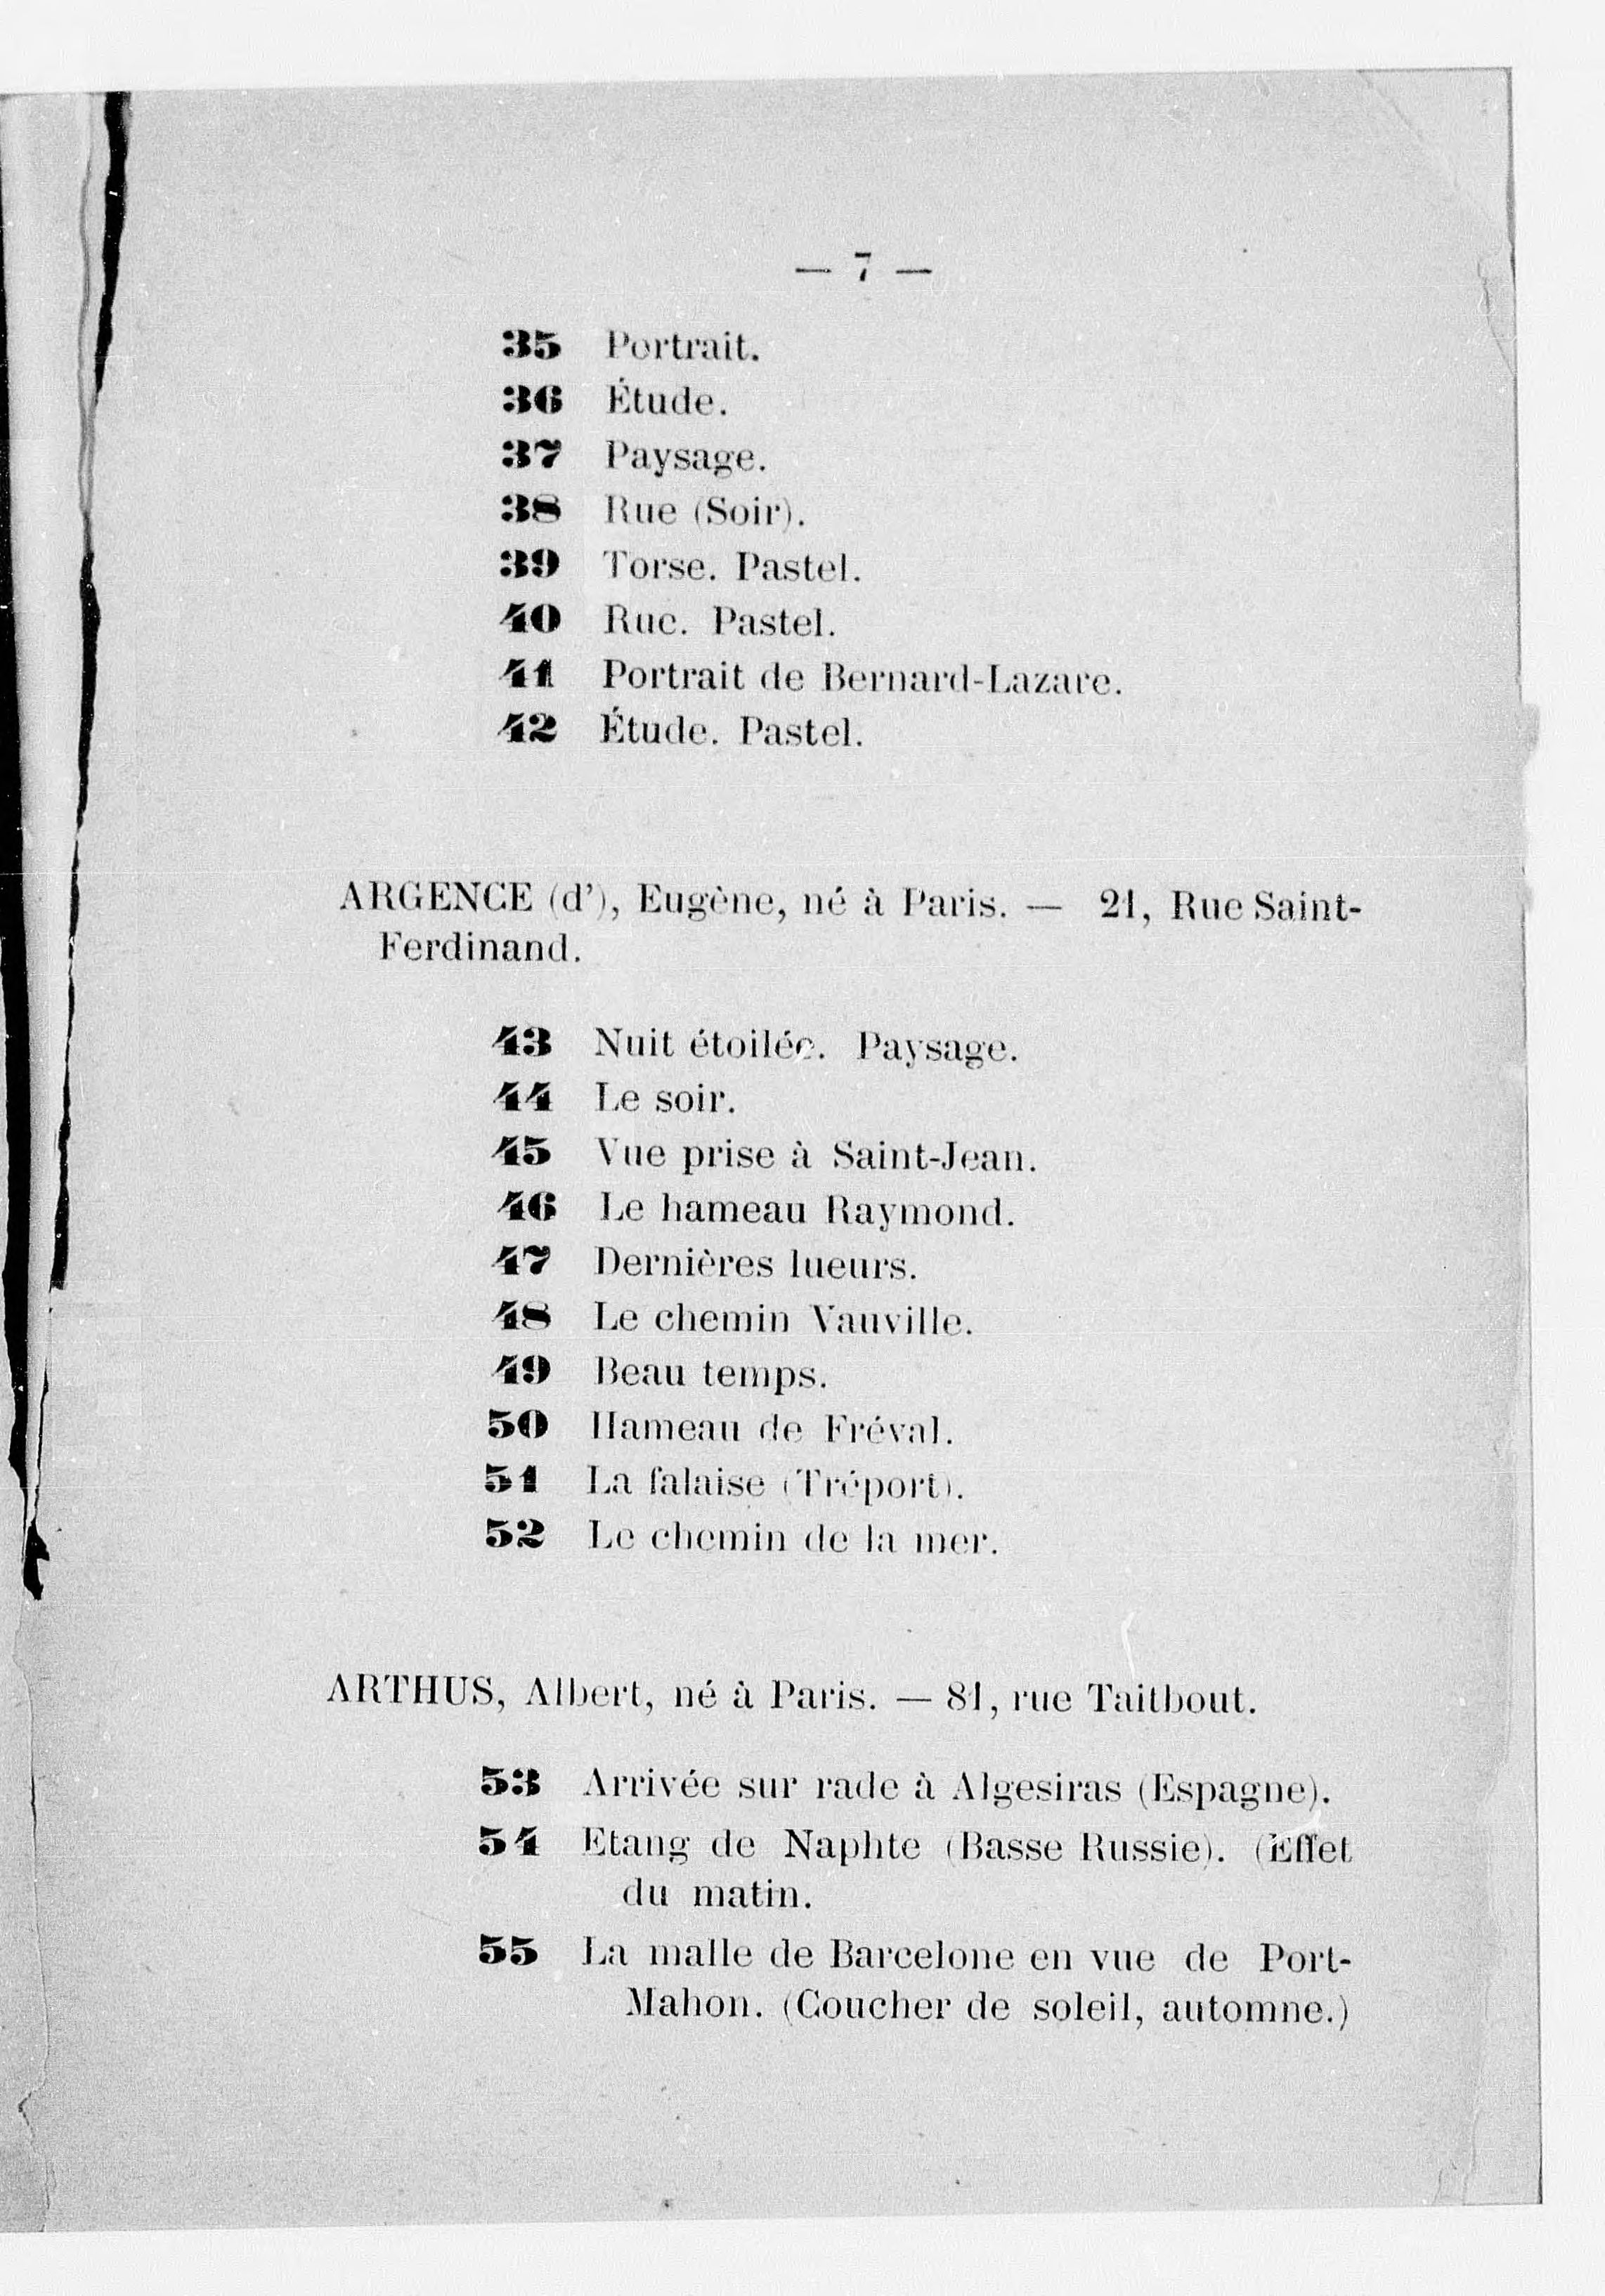 — 7 —
35 Portrait.
36 Étude.
37 Paysage.
38 Rue (Soir).
39 Torse. Pastel.
40 Rue. Pastel.
41 Portrait de Bernard-Lazare.
42 Étude. Pastel.
ARGENCE (d'), Eugène, né à Paris. — 21, Rue Saint-
Ferdinand.
43 Nuit étoilée. Paysage.
44 Le soir.
45 Vue prise à Saint-Jean.
46 Le hameau Raymond.
47 Dernières lueurs.
48 Le chemin Vauville.
49 Beau temps.
50 Hameau de Fréval.
51 La falaise (Tréport).
52 Le chemin de la mer.
ARTHUS, Albert, né à Paris. — 81, rue Taitbout.
53 Arrivée sur rade à Algesiras (Espagne).
54 Etang de Naphte (Basse Russie). (Effet
du matin.
55 La malle de Barcelone en vue de Port-
Mahon. (Coucher de soleil, automne.)